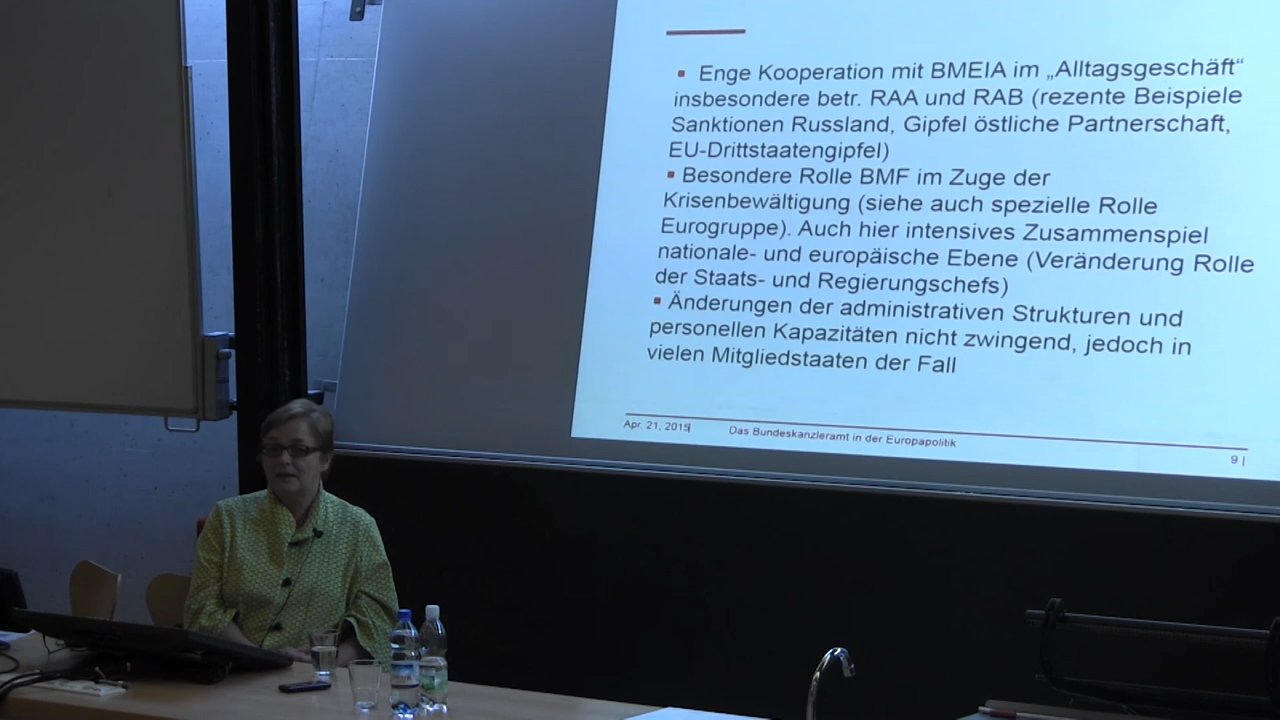 ▪ Enge Kooperation mit BMEIA im „Alltagsgeschäft“
insbesondere betr. RAA und RAB (rezente Beispiele
Sanktionen Russland, Gipfel östliche Partnerschaft,
EU-Drittstaatengipfel)
▪ Besondere Rolle BMF im Zuge der
Krisenbewältigung (siehe auch spezielle Rolle
Eurogruppe). Auch hier intensives Zusammenspiel
nationale- und europäische Ebene (Veränderung Rolle
der Staats- und Regierungschefs)
▪ Änderungen der administrativen Strukturen und
personellen Kapazitäten nicht zwingend, jedoch in
vielen Mitgliedstaaten der Fall
Apr. 21, 2015| Das Bundeskanzleramt in der Europapolitik
9 |